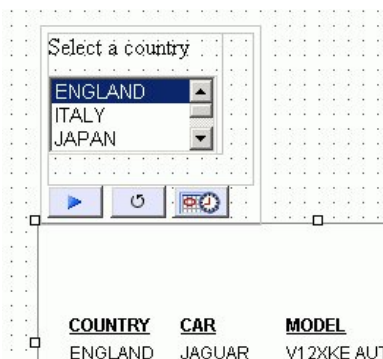 Select a country
ENGLAND
ITALY
JAPAN
COUNTRY CAR MODEL
ENGLAND JAGUAR V12XKE AUT